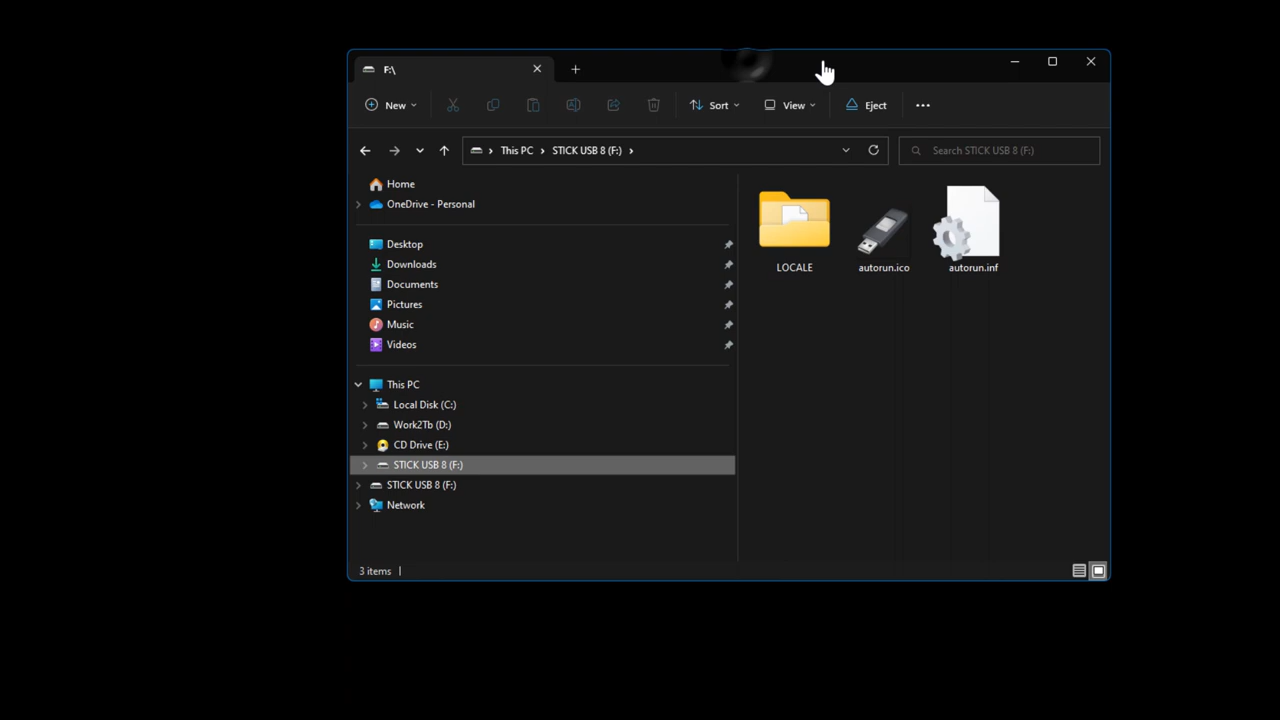 F:\
New
Sort
View
Eject
This PC
STICK USB 8 (F:)
Search STICK USB 8 (F:)
Home
OneDrive - Personal
Desktop
Downloads
Documents
Pictures
Music
Videos
This PC
Local Disk (C:)
Work2Tb (D:)
CD Drive (E:)
STICK USB 8 (F:)
STICK USB 8 (F:)
Network
LOCALE
autorun.ico
autorun.inf
3 items